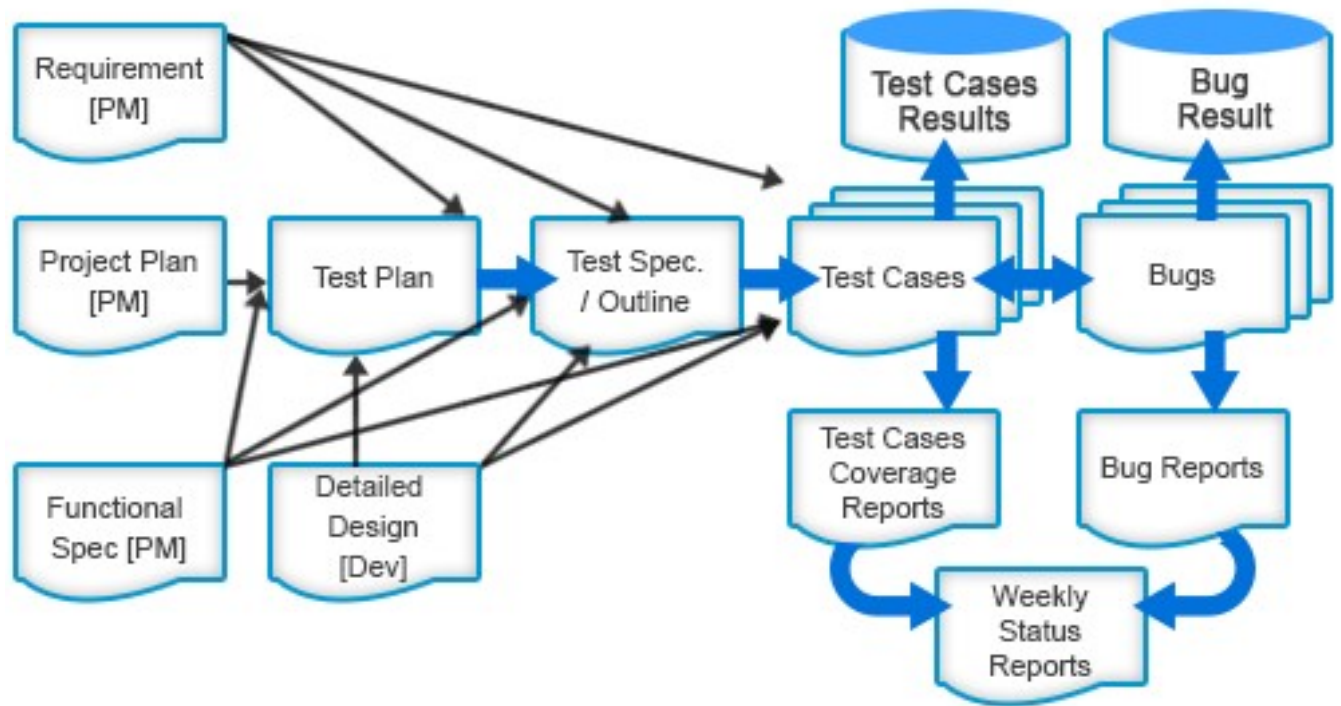 Requirement
[PM]
Test Cases
Results
Bug
Result
Project Plan
[PM]
Test Plan
Test Spec.
/ Outline
Test Cases
Bugs
Functional
Spec [PM]
Detailed
Design
[Dev]
Test Cases
Coverage
Reports
Bug Reports
Weekly
Status
Reports